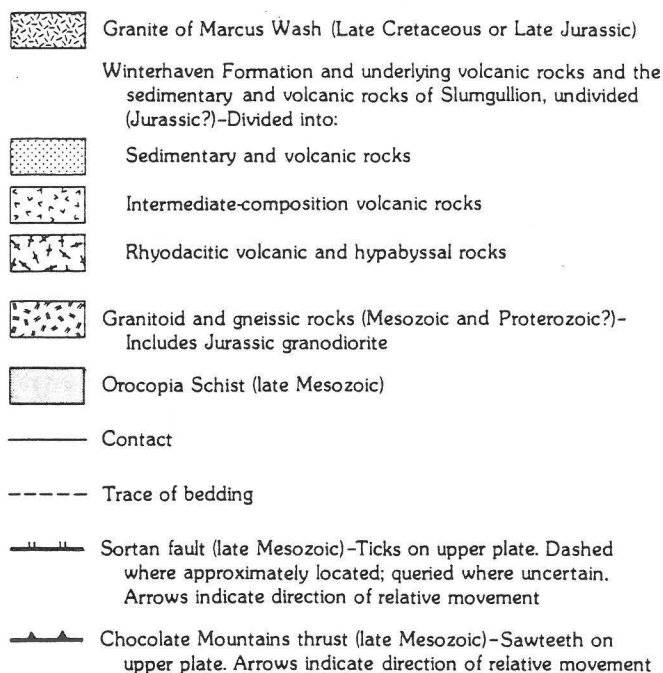 Granite of Marcus Wash (Late Cretaceous or Late Jurassic)
Winterhaven Formation and underlying volcanic rocks and the
sedimentary and volcanic rocks of Slumgullion, undivided
(Jurassic?)-Divided into:
Sedimentary and volcanic rocks
Intermediate-composition volcanic rocks
Rhyodacitic volcanic and hypabyssal rocks
Granitoid and gneissic rocks (Mesozoic and Proterozoic?)-
Includes Jurassic granodiorite
Orocopia Schist (late Mesozoic)
Contact
Trace of bedding
Sortan fault (late Mesozoic)-Ticks on upper plate. Dashed
where approximately located; queried where uncertain.
Arrows indicate direction of relative movement
Chocolate Mountains thrust (late Mesozoic)-Sawteeth on
upper plate. Arrows indicate direction of relative movement